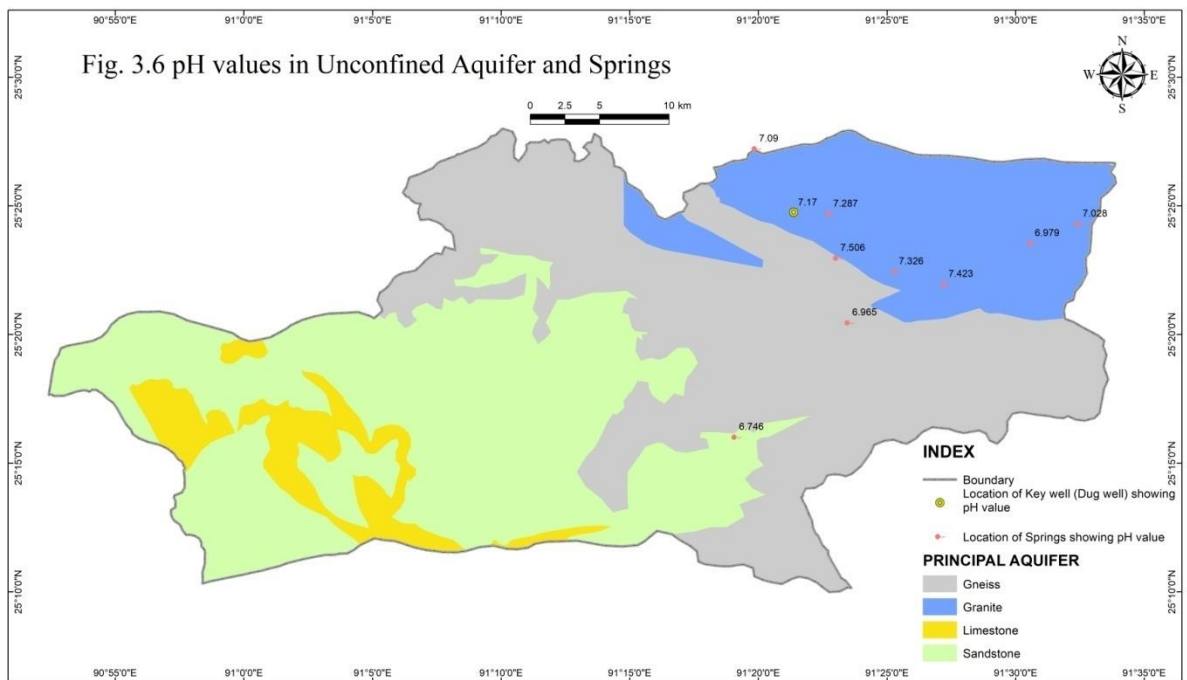 90°55'0"E 91°0'0"E 91°5'0"E 91°10'0"E 91°15'0"E 91°20'0"E 91°25'0"E 91°30'0"E 91°35'0"E
Fig. 3.6 pH values in Unconfined Aquifer and Springs
N
W E
S
0 2.5 5 10 km
25°30'0"N 25°30'0"N
25°25'0"N 25°25'0"N
25°20'0"N 25°20'0"N
25°15'0"N 25°15'0"N
25°10'0"N 25°10'0"N
7.09
7.17
7.287
7.028
6.979
7.506
7.326
7.423
6.965
6.746
INDEX
Boundary
Location of Key well (Dug well) showing
pH value
Location of Springs showing pH value
PRINCIPAL AQUIFER
Gneiss
Granite
Limestone
Sandstone
90°55'0"E 91°0'0"E 91°5'0"E 91°10'0"E 91°15'0"E 91°20'0"E 91°25'0"E 91°30'0"E 91°35'0"E